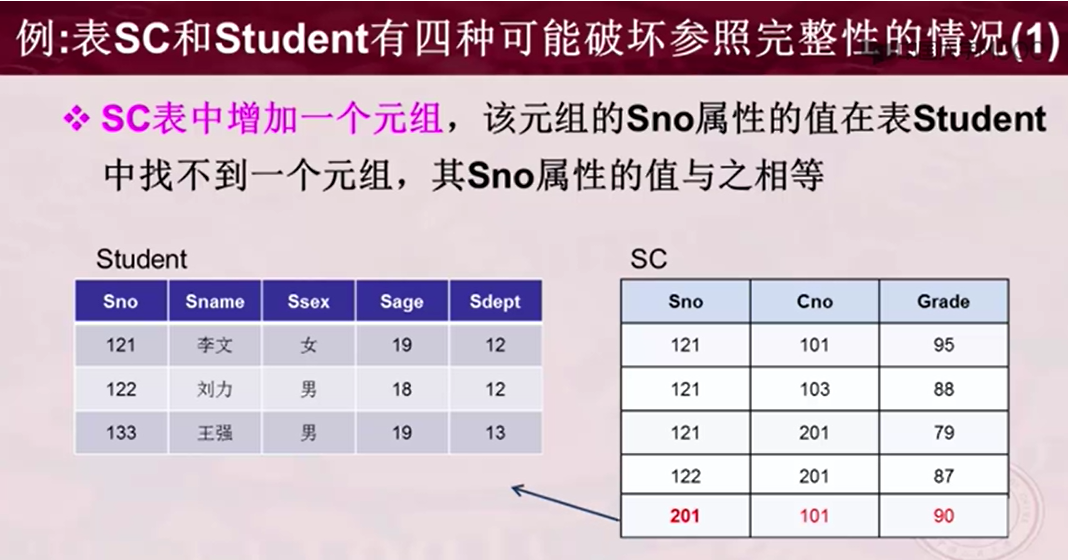 例:表SC和Student有四种可能破坏参照完整性的情况(1)
SC表中增加一个元组，该元组的Sno属性的值在表Student
中找不到一个元组，其Sno属性的值与之相等
Student
Sno Sname Ssex Sage Sdept
121 李文 女 19 12
122 刘力 男 18 12
133 王强 男 19 13
SC
Sno Cno Grade
121 101 95
121 103 88
121 201 79
122 201 87
201 101 90